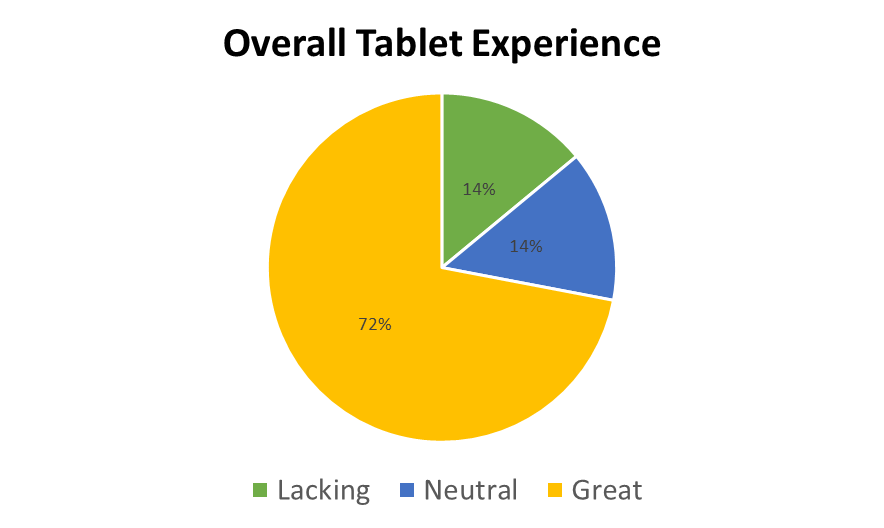 Overall Tablet Experience
14%
14%
72%
Lacking Neutral Great